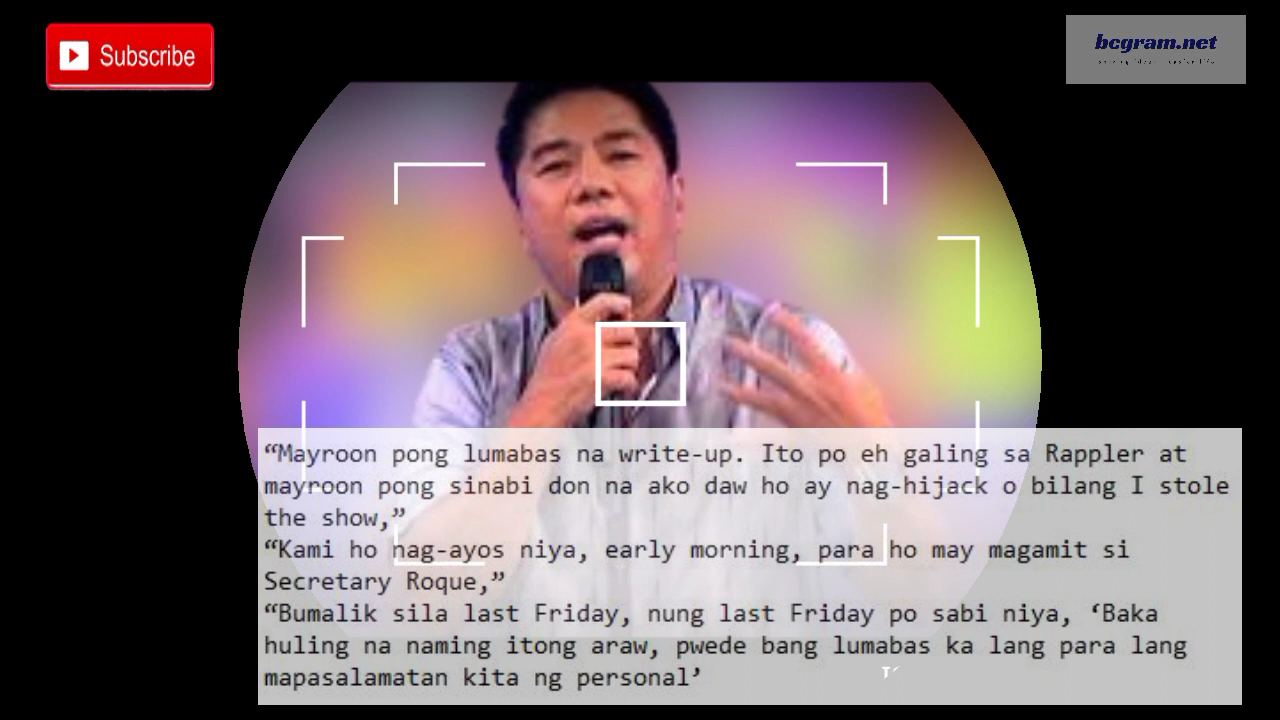 Subscribe
bcgram.net
“Mayroon pong lumabas na write-up. Ito po eh galing sa Rappler at
mayroon pong sinabi don na ako daw ho ay nag-hijack o bilang I stole
the show,”
“Kami ho nag-ayos niya, early morning, para ho may magamit si
Secretary Roque,”
“Bumalik sila last Friday, nung last Friday po sabi niya, ‘Baka
huling na naming itong araw, pwede bang lumabas ka lang para lang
mapasalamatan kita ng personal’